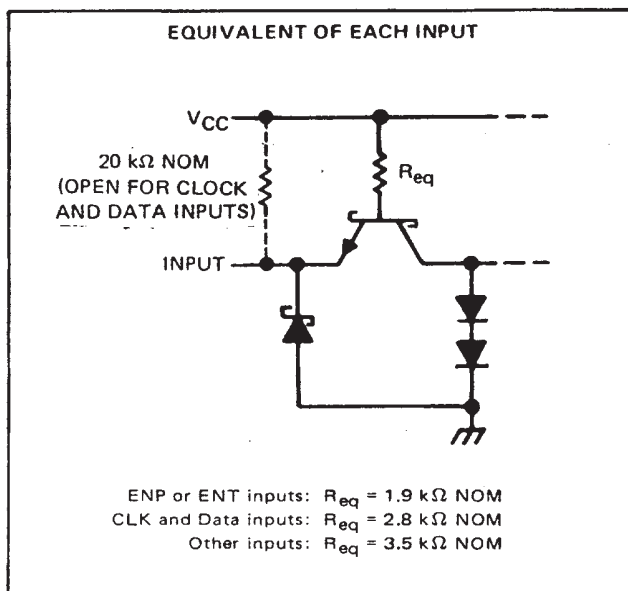 EQUIVALENT OF EACH INPUT
VCC
20 kΩ NOM
(OPEN FOR CLOCK
AND DATA INPUTS)
Req
INPUT
ENP or ENT inputs: Req = 1.9 kΩ NOM
CLK and Data inputs: Req = 2.8 kΩ NOM
Other inputs: Req = 3.5 kΩ NOM